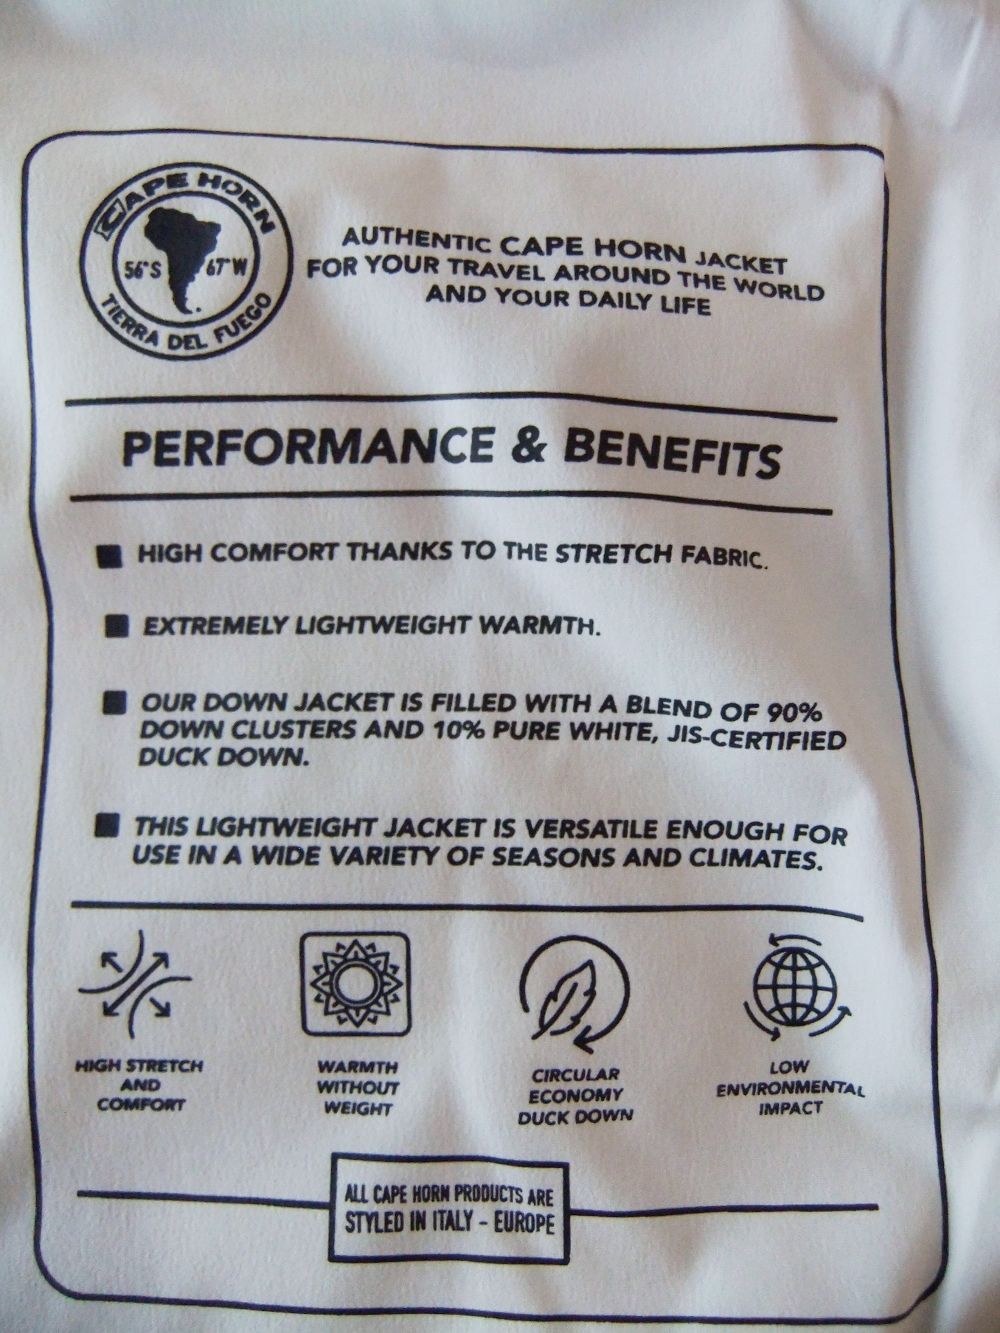 CAPE HORN
56°S 67°W
TIERRA DEL FUEGO
AUTHENTIC CAPE HORN JACKET
FOR YOUR TRAVEL AROUND THE WORLD
AND YOUR DAILY LIFE
PERFORMANCE & BENEFITS
HIGH COMFORT THANKS TO THE STRETCH FABRIC.
EXTREMELY LIGHTWEIGHT WARMTH.
OUR DOWN JACKET IS FILLED WITH A BLEND OF 90%
DOWN CLUSTERS AND 10% PURE WHITE, JIS-CERTIFIED
DUCK DOWN.
THIS LIGHTWEIGHT JACKET IS VERSATILE ENOUGH FOR
USE IN A WIDE VARIETY OF SEASONS AND CLIMATES.
HIGH STRETCH
AND
COMFORT
WARMTH
WITHOUT
WEIGHT
CIRCULAR
ECONOMY
DUCK DOWN
LOW
ENVIRONMENTAL
IMPACT
ALL CAPE HORN PRODUCTS ARE
STYLED IN ITALY - EUROPE